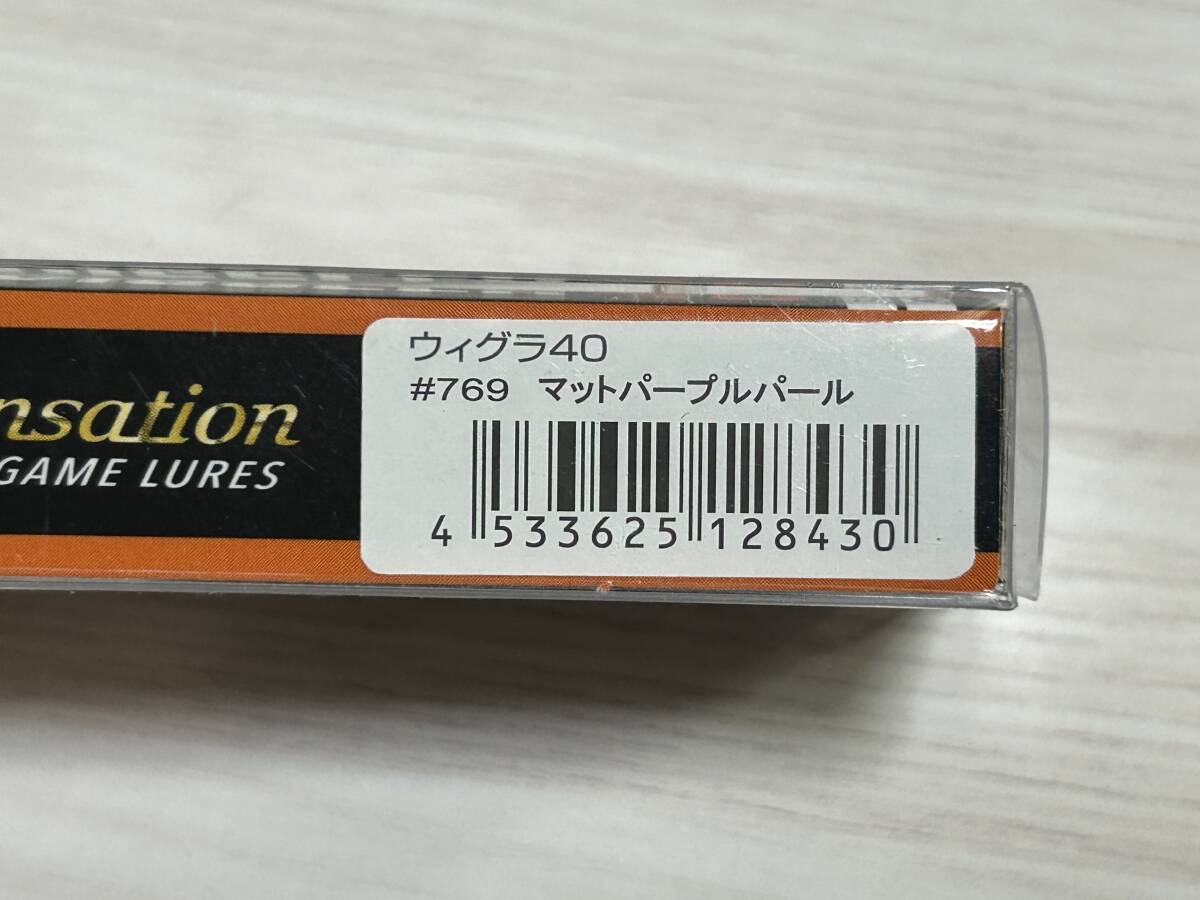 nsation
GAME LURES
ウィグラ40
#769 マットパープルパール
4 533625 128430